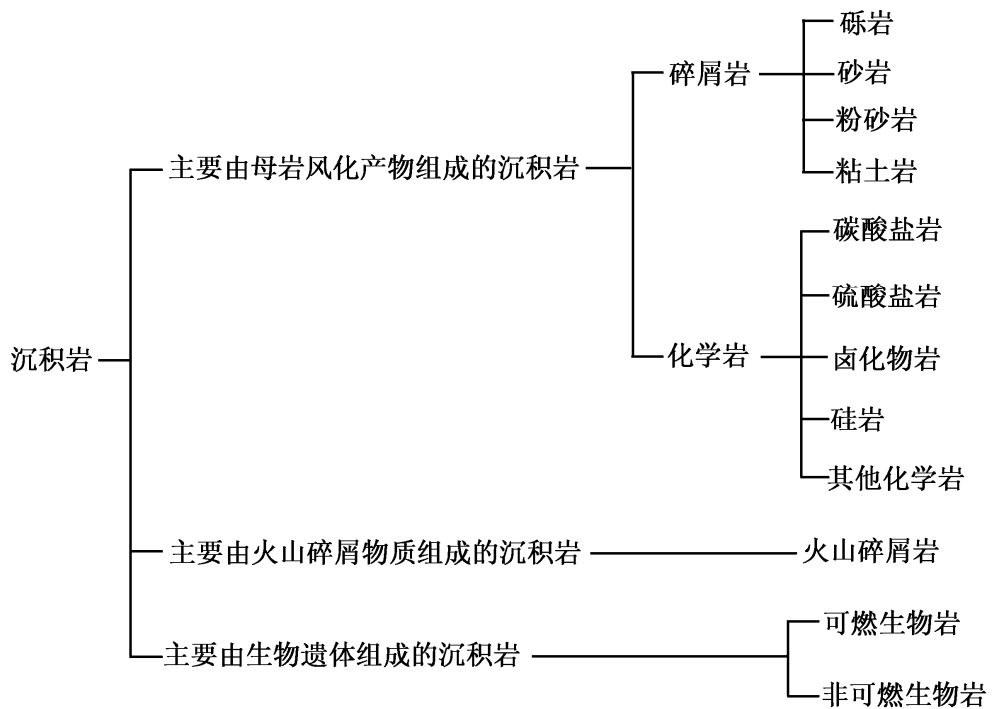 沉积岩
主要由母岩风化产物组成的沉积岩
碎屑岩
砾岩
砂岩
粉砂岩
粘土岩
化学岩
碳酸盐岩
硫酸盐岩
卤化物岩
硅岩
其他化学岩
主要由火山碎屑物质组成的沉积岩
火山碎屑岩
主要由生物遗体组成的沉积岩
可燃生物岩
非可燃生物岩